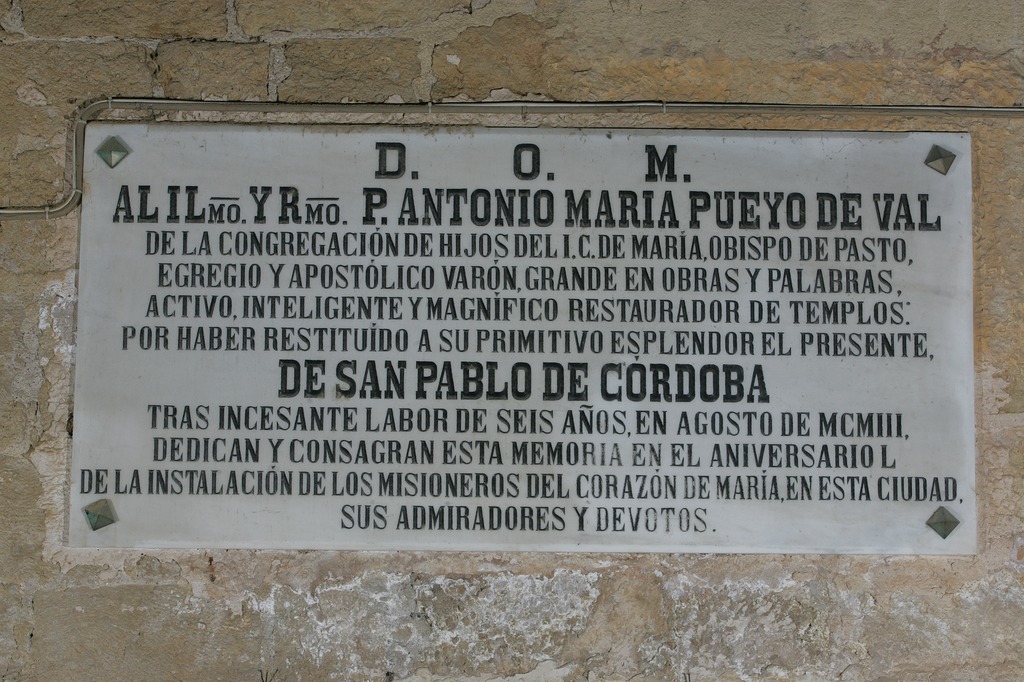 D. O. M.
AL ILMO. Y RMO. P. ANTONIO MARIA PUEYO DE VAL
DE LA CONGREGACIÓN DE HIJOS DEL I.C. DE MARÍA, OBISPO DE PASTO,
EGREGIO Y APOSTÓLICO VARÓN, GRANDE EN OBRAS Y PALABRAS,
ACTIVO, INTELIGENTE Y MAGNÍFICO RESTAURADOR DE TEMPLOS:
POR HABER RESTITUÍDO A SU PRIMITIVO ESPLENDOR EL PRESENTE,
DE SAN PABLO DE CÓRDOBA
TRAS INCESANTE LABOR DE SEIS AÑOS, EN AGOSTO DE MCMIII,
DEDICAN Y CONSAGRAN ESTA MEMORIA EN EL ANIVERSARIO L
DE LA INSTALACIÓN DE LOS MISIONEROS DEL CORAZÓN DE MARÍA, EN ESTA CIUDAD,
SUS ADMIRADORES Y DEVOTOS.